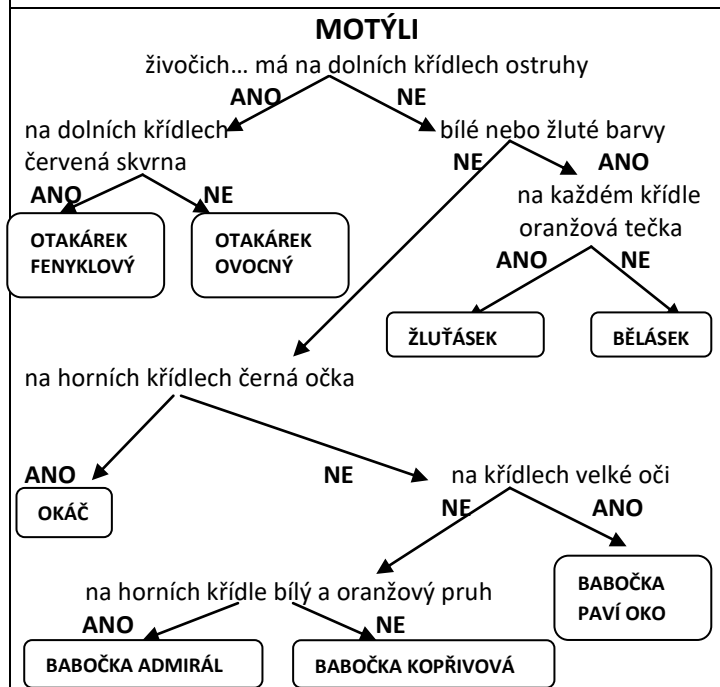 MOTÝLI
živočich... má na dolních křídlech ostruhy
ANO NE
na dolních křídlech
červená skvrna
bílé nebo žluté barvy
ANO NE
NE ANO
na každém křídle
oranžová tečka
OTAKÁREK
FENYKLOVÝ
OTAKÁREK
OVOCNÝ
ANO NE
ŽLUŤÁSEK
BĚLÁSEK
na horních křídlech černá očka
ANO NE
OKÁČ
na křídlech velké oči
NE ANO
BABOČKA
PAVÍ OKO
na horních křídle bílý a oranžový pruh
ANO NE
BABOČKA ADMIRÁL
BABOČKA KOPŘIVOVÁ